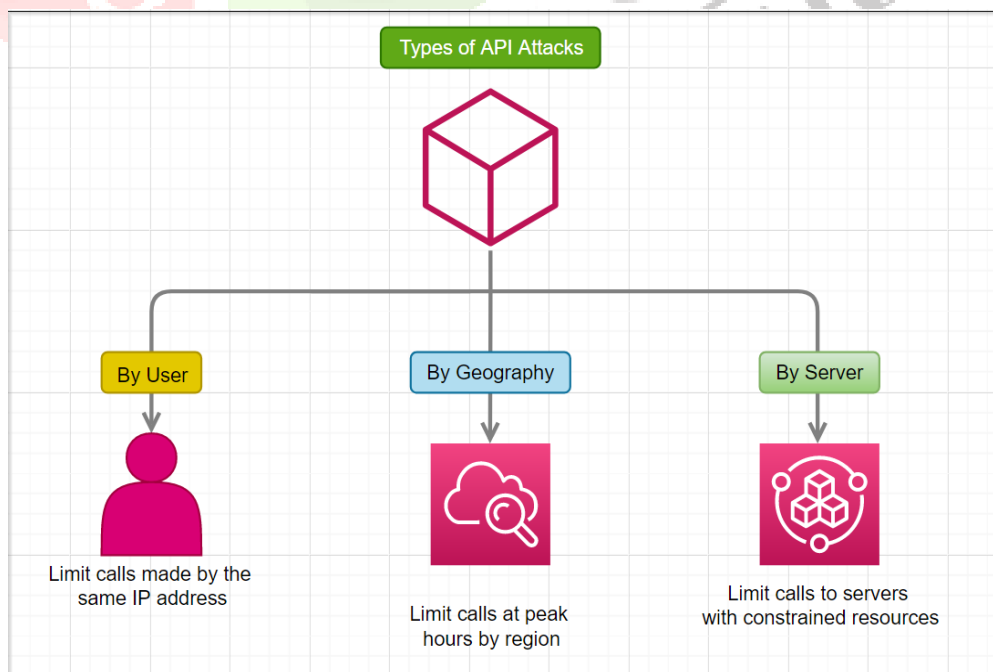 Types of API Attacks
By User
By Geography
By Server
Limit calls made by the
same IP address
Limit calls at peak
hours by region
Limit calls to servers
with constrained resources